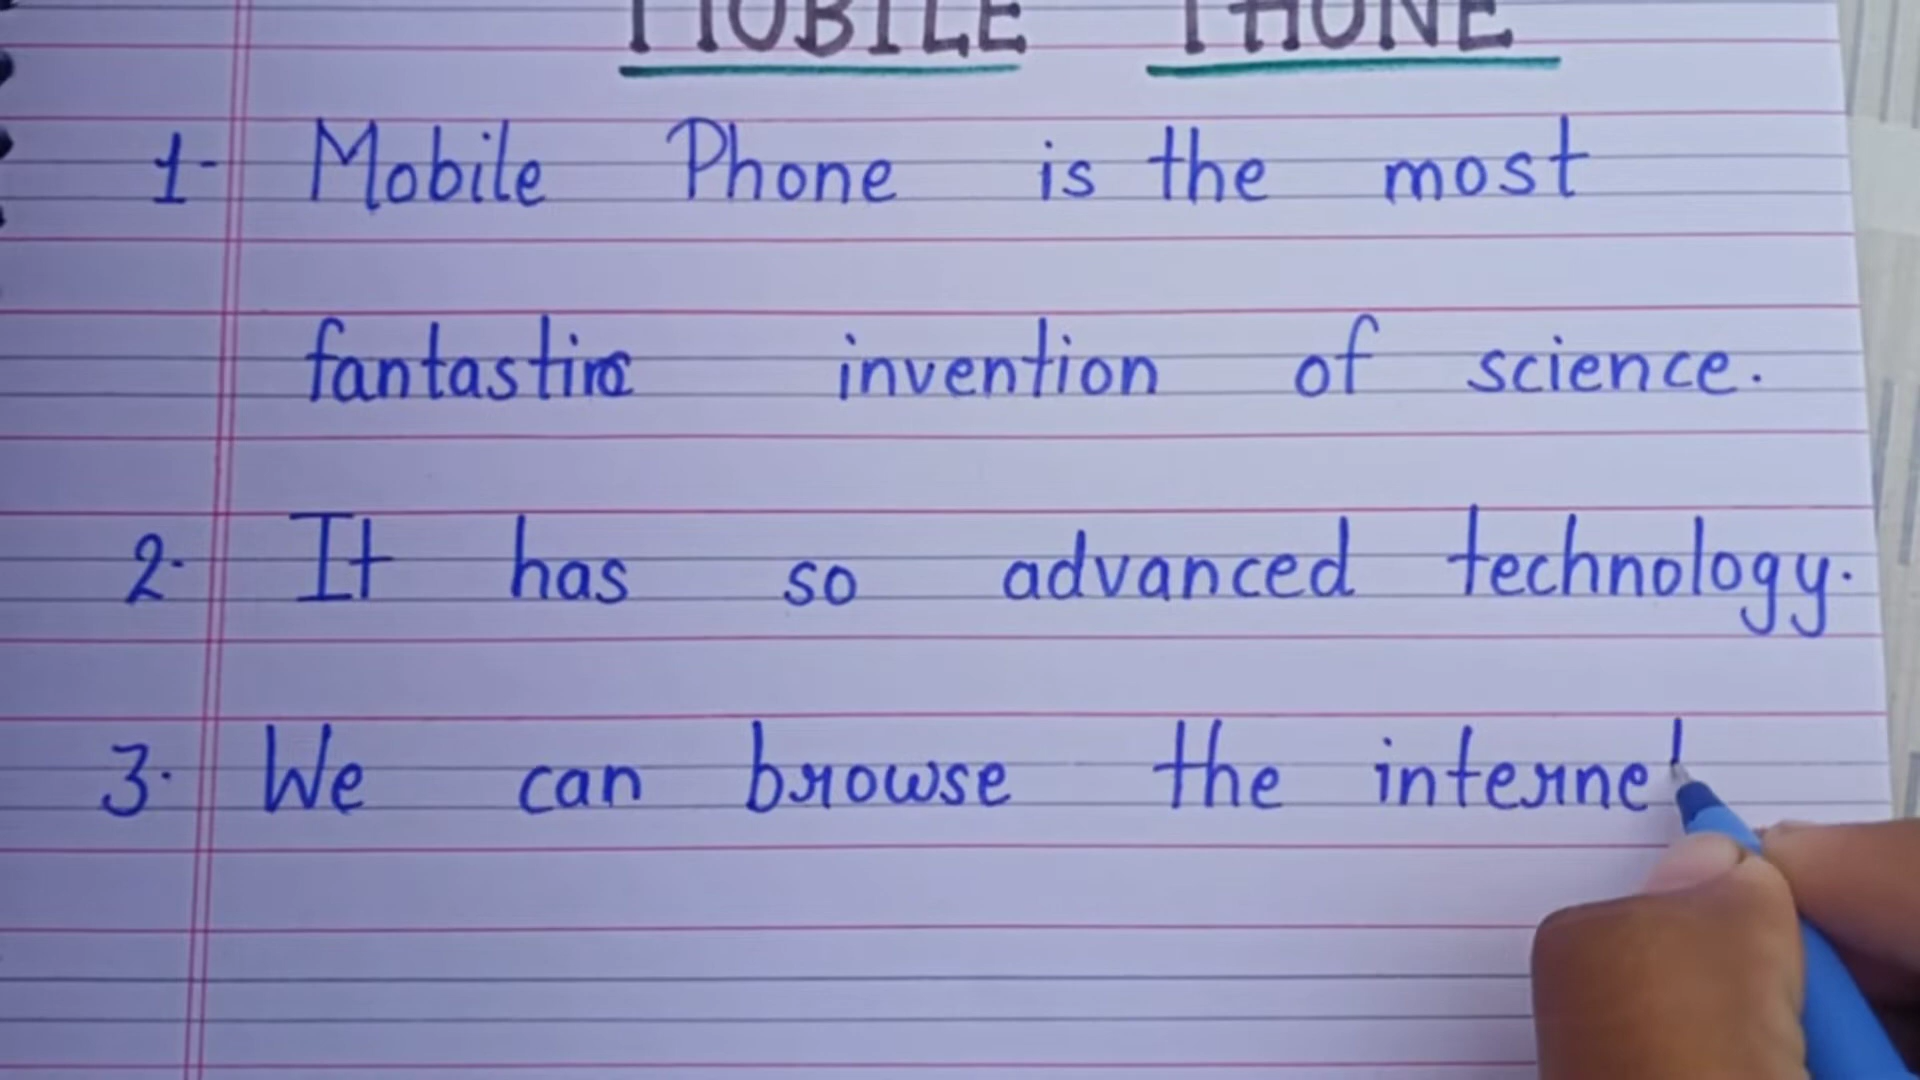 MOBILE PHONE
1- Mobile Phone is the most
fantastic invention of science.
2. It has so advanced technology.
3. We can browse the interne